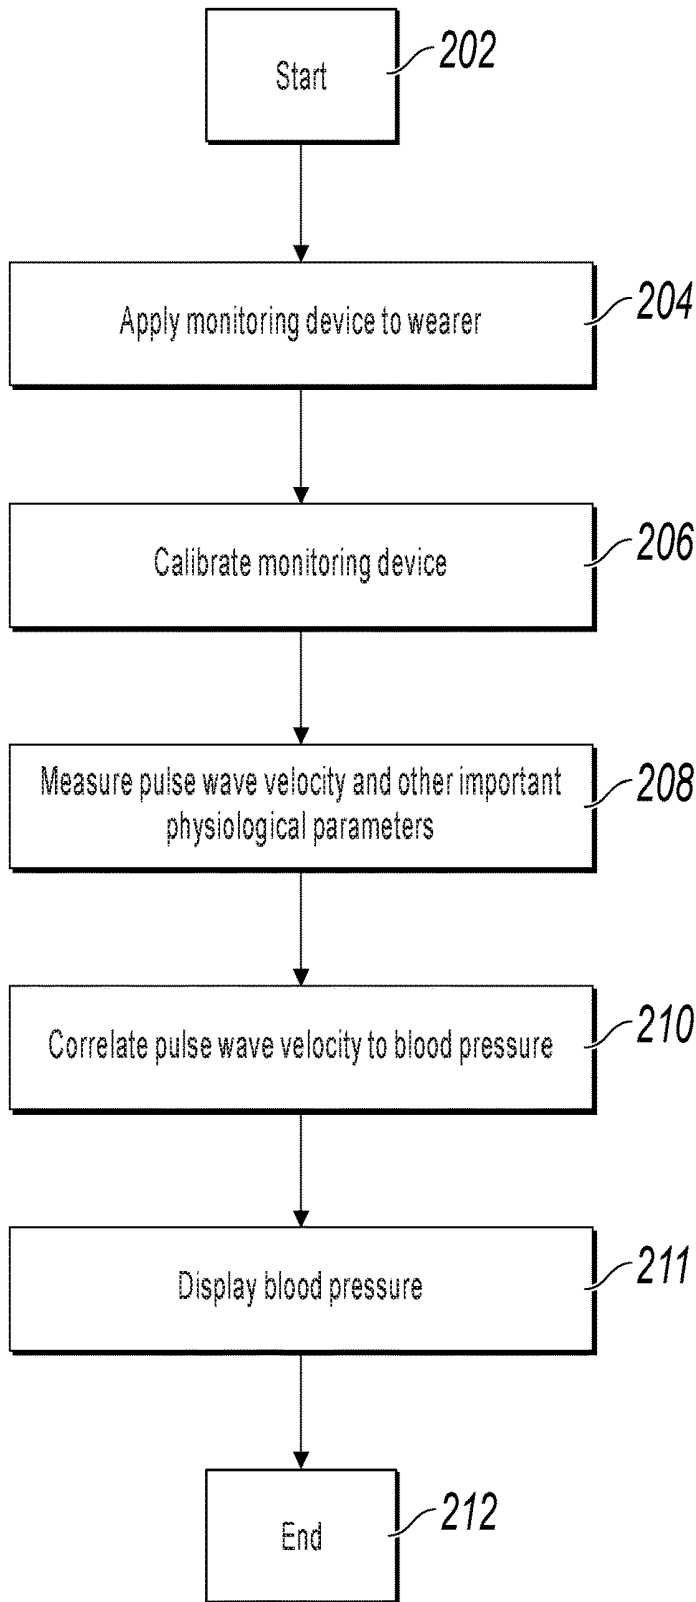 Start
202
Apply monitoring device to wearer
204
Calibrate monitoring device
206
Measure pulse wave velocity and other important
physiological parameters
208
Correlate pulse wave velocity to blood pressure
210
Display blood pressure
211
End
212